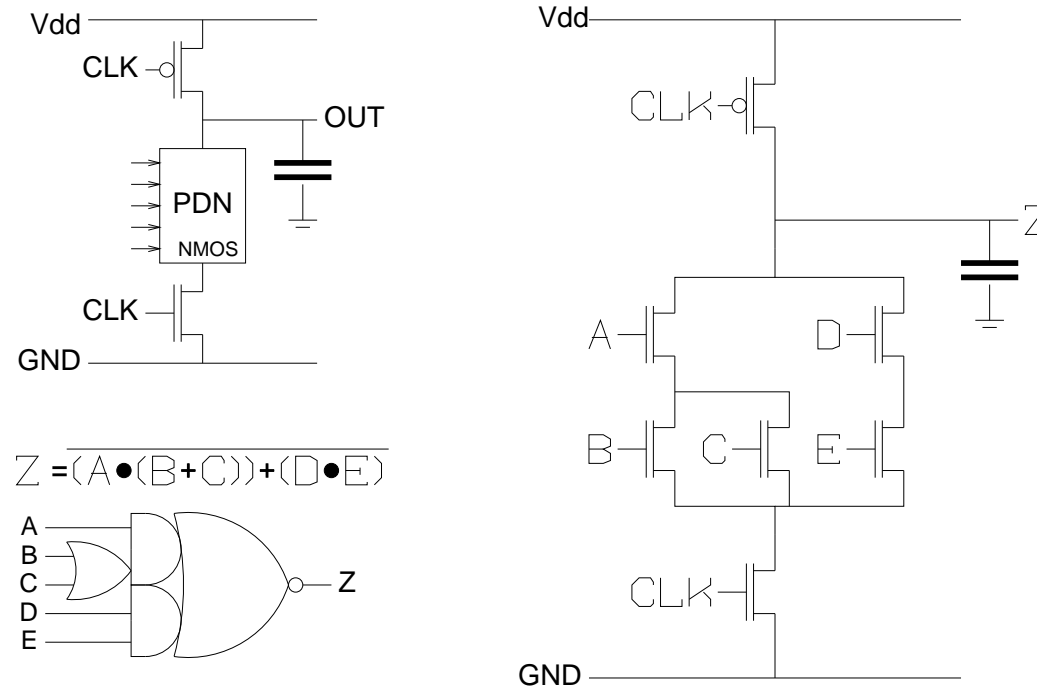 Vdd
CLK
OUT
PDN
NMOS
CLK
GND
Z = (A●(B+C))+(D●E)
A
B
C
D
E
Z
Vdd
CLK
Z
A
D
B
C
E
CLK
GND